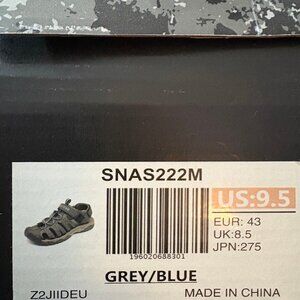 SNAS222M
US:9.5
EUR: 43
UK:8.5
JPN:275
196020688301
GREY/BLUE
Z2JIIDEU
MADE IN CHINA